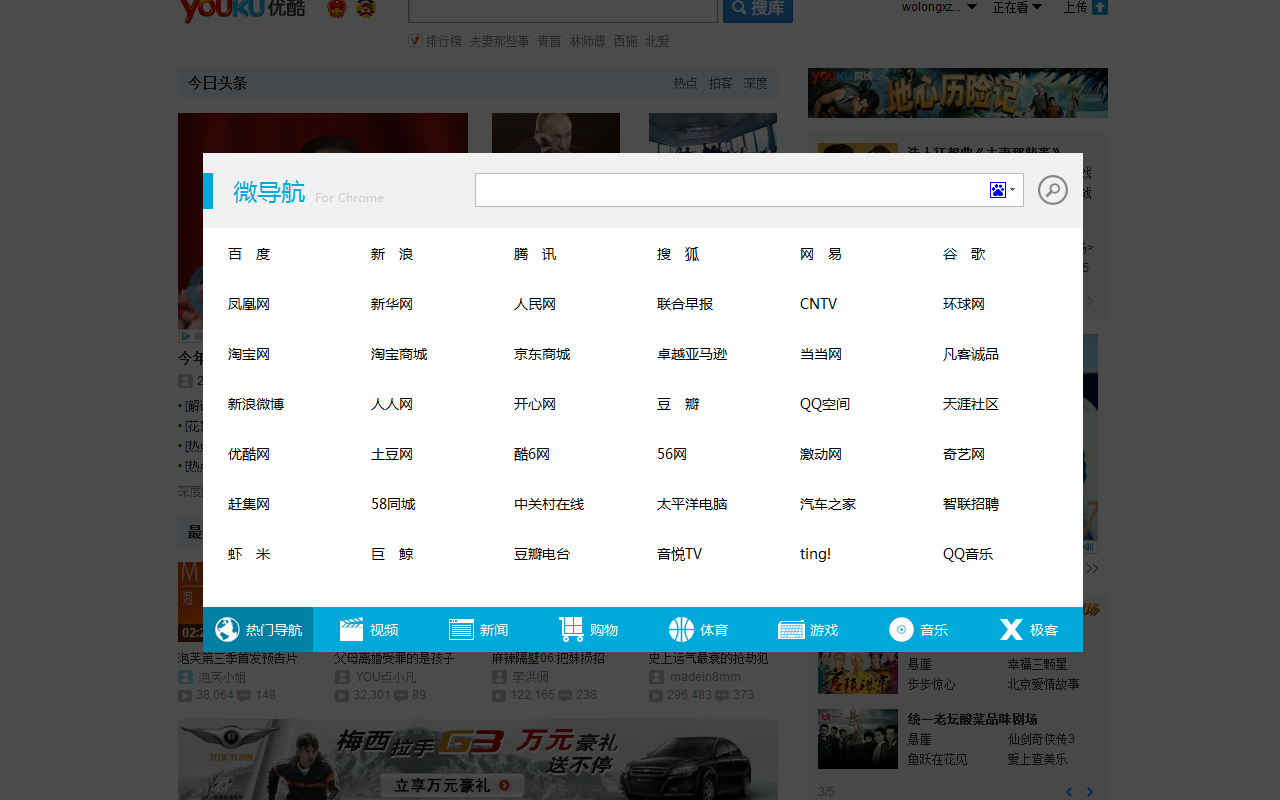 YOUKU 优酷
搜库
wolongxz... 正在看 上传
排行榜 夫妻那些事 青盲 林师傅 西施 北爱
今日头条 热点 拍客 深度
YOUKU
地心历险记
微导航 For Chrome
百 度 新 浪 腾 讯 搜 狐 网 易 谷 歌
凤凰网 新华网 人民网 联合早报 CNTV 环球网
淘宝网 淘宝商城 京东商城 卓越亚马逊 当当网 凡客诚品
新浪微博 人人网 开心网 豆 瓣 QQ空间 天涯社区
优酷网 土豆网 酷6网 56网 激动网 奇艺网
赶集网 58同城 中关村在线 太平洋电脑 汽车之家 智联招聘
虾 米 巨 鲸 豆瓣电台 音悦TV ting! QQ音乐
热门导航 视频 新闻 购物 体育 游戏 音乐 极客
今年
深度
泡芙第三季首发预告片 父母离婚受罪的是孩子 麻辣隔壁06:把妹损招 史上运气最衰的抢劫犯
泡芙小姐 YOU点小凡 李洪绸 madein8mm
38,064 148 32,301 89 122,165 238 296,483 373
悬崖 幸福三颗星
步步惊心 北京爱情故事
统一老坛酸菜品味剧场
悬崖 仙剑奇侠传3
鱼跃在花见 爱上查美乐
3/5
梅西拉手G3 万元豪礼
送不停
立享万元豪礼